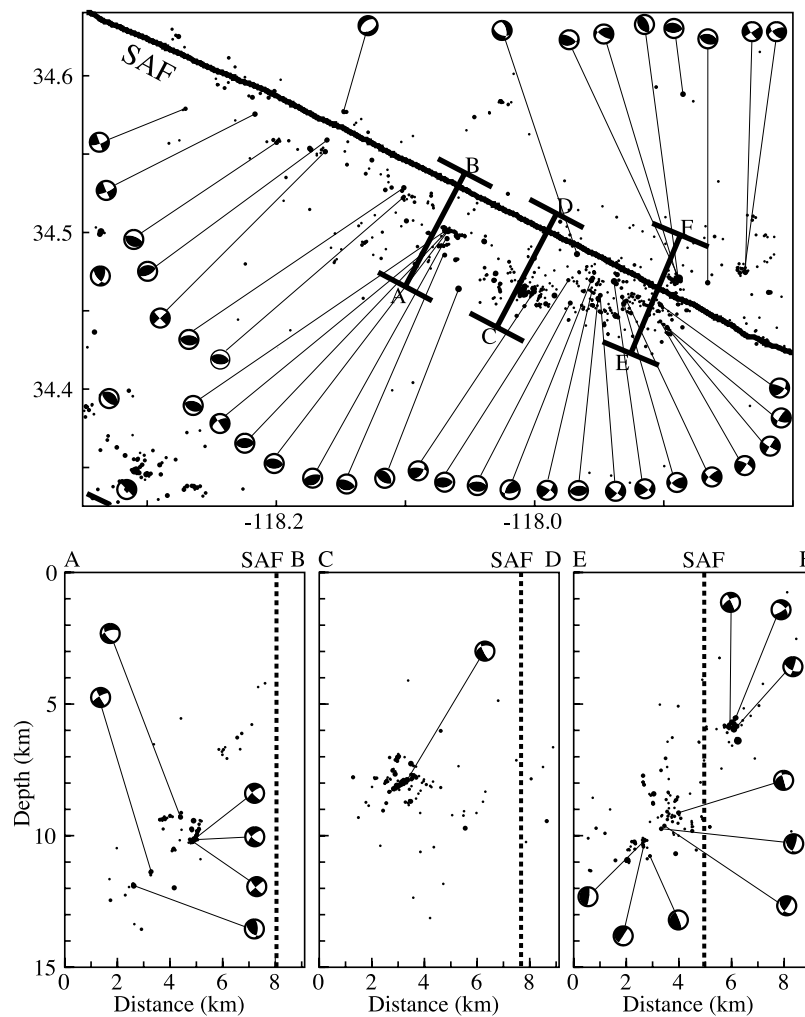 34.6
SAF
B
D
34.5
F
A
C
E
34.4
-118.2
-118.0
A SAF B C SAF D E SAF F
0
5
10
15
Depth (km)
0 2 4 6 8 0 2 4 6 8 0 2 4 6 8
Distance (km) Distance (km) Distance (km)